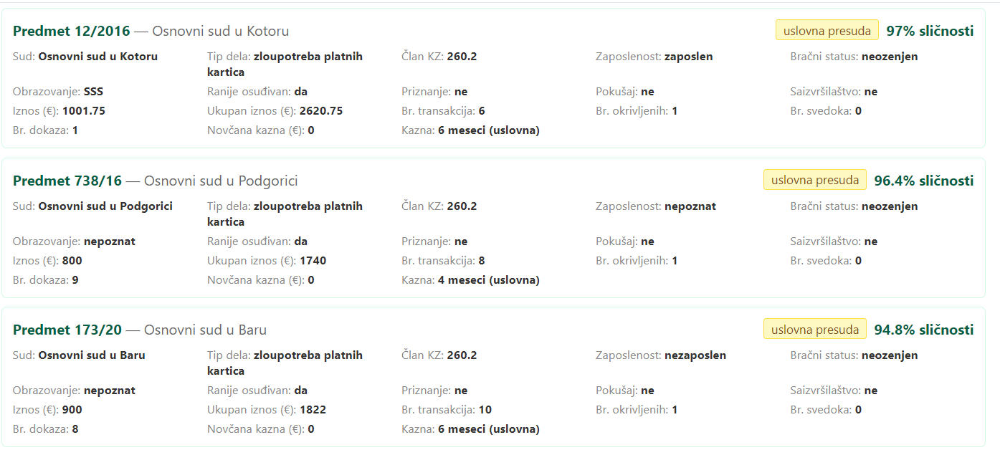 Predmet 12/2016 — Osnovni sud u Kotoru uslovna presuda 97% sličnosti
Sud: Osnovni sud u Kotoru Tip dela: zloupotreba platnih kartica Član KZ: 260.2 Zaposlenost: zaposlen Bračni status: neozenjen
Obrazovanje: SSS Ranije osuđivan: da Priznanje: ne Pokušaj: ne Saizvršilaštvo: ne
Iznos (€): 1001.75 Ukupan iznos (€): 2620.75 Br. transakcija: 6 Br. okrivljenih: 1 Br. svedoka: 0
Br. dokaza: 1 Novčana kazna (€): 0 Kazna: 6 meseci (uslovna)
Predmet 738/16 — Osnovni sud u Podgorici uslovna presuda 96.4% sličnosti
Sud: Osnovni sud u Podgorici Tip dela: zloupotreba platnih kartica Član KZ: 260.2 Zaposlenost: nepoznat Bračni status: neozenjen
Obrazovanje: nepoznat Ranije osuđivan: da Priznanje: ne Pokušaj: ne Saizvršilaštvo: ne
Iznos (€): 800 Ukupan iznos (€): 1740 Br. transakcija: 8 Br. okrivljenih: 1 Br. svedoka: 0
Br. dokaza: 9 Novčana kazna (€): 0 Kazna: 4 meseci (uslovna)
Predmet 173/20 — Osnovni sud u Baru uslovna presuda 94.8% sličnosti
Sud: Osnovni sud u Baru Tip dela: zloupotreba platnih kartica Član KZ: 260.2 Zaposlenost: nezaposlen Bračni status: neozenjen
Obrazovanje: nepoznat Ranije osuđivan: da Priznanje: ne Pokušaj: ne Saizvršilaštvo: ne
Iznos (€): 900 Ukupan iznos (€): 1822 Br. transakcija: 10 Br. okrivljenih: 1 Br. svedoka: 0
Br. dokaza: 8 Novčana kazna (€): 0 Kazna: 6 meseci (uslovna)